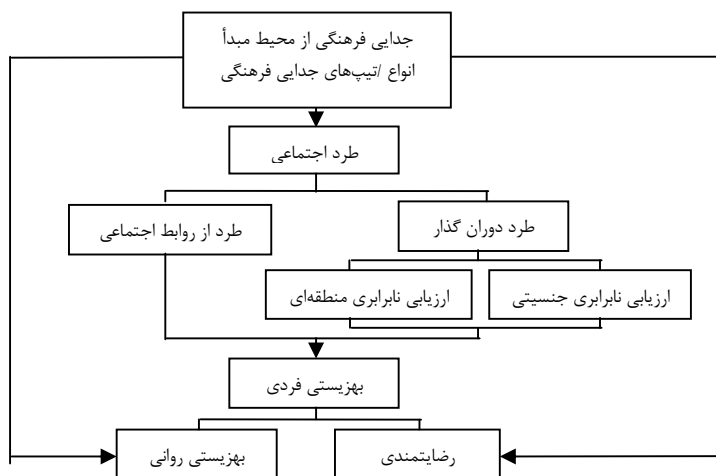 جدایی فرهنگی از محیط مبدأ
انواع /تیپ‌های جدایی فرهنگی
طرد اجتماعی
طرد دوران گذار
طرد از روابط اجتماعی
ارزیابی نابرابری جنسیتی
ارزیابی نابرابری منطقه‌ای
بهزیستی فردی
رضایتمندی
بهزیستی روانی